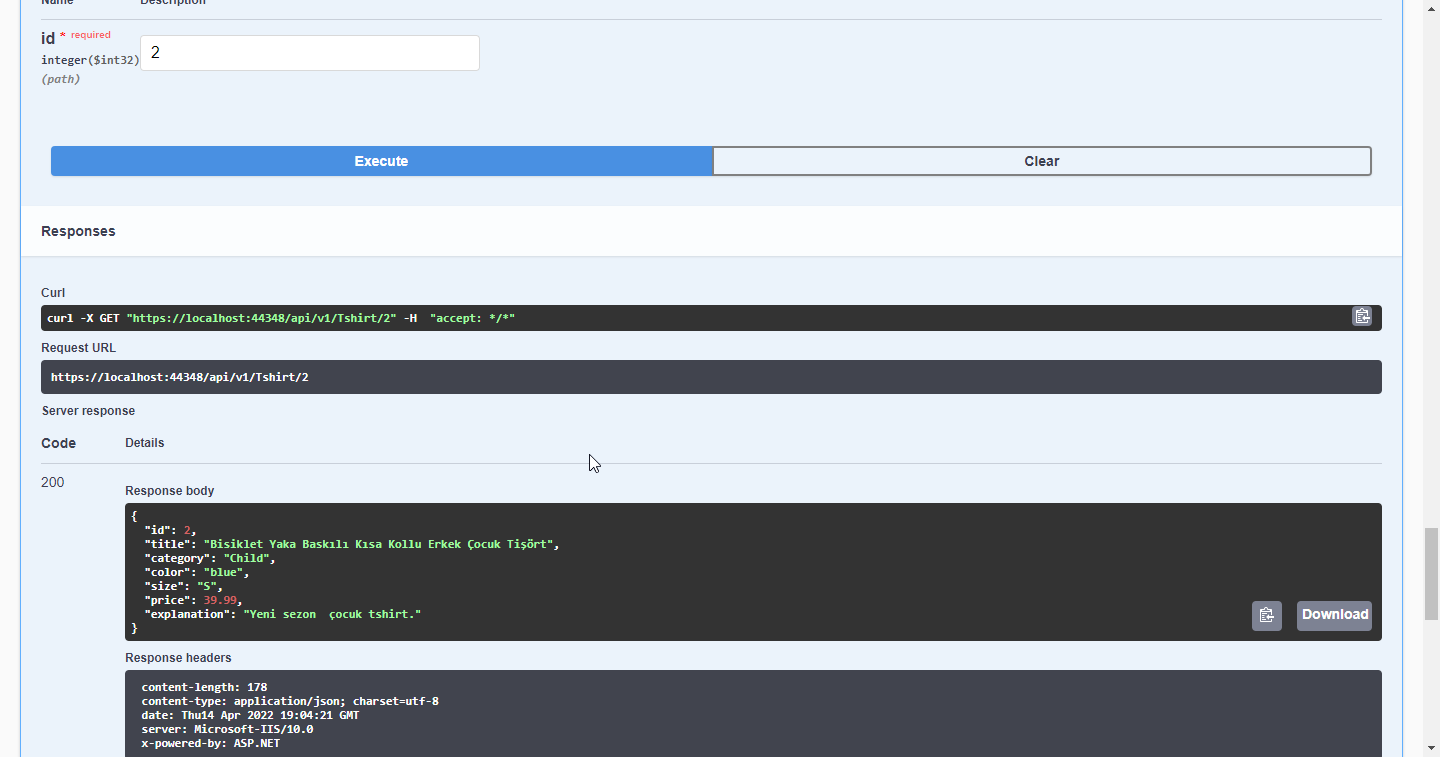 Name Description
id * required
integer($int32)
2
(path)
Execute Clear
Responses
Curl
curl -X GET "https://localhost:44348/api/v1/Tshirt/2" -H  "accept: */*"
Request URL
https://localhost:44348/api/v1/Tshirt/2
Server response
Code Details
200
Response body
{
  "id": 2,
  "title": "Bisiklet Yaka Baskılı Kısa Kollu Erkek Çocuk Tişört",
  "category": "Child",
  "color": "blue",
  "size": "S",
  "price": 39.99,
  "explanation": "Yeni sezon  çocuk tshirt."
}
Download
Response headers
content-length: 178
content-type: application/json; charset=utf-8
date: Thu14 Apr 2022 19:04:21 GMT
server: Microsoft-IIS/10.0
x-powered-by: ASP.NET